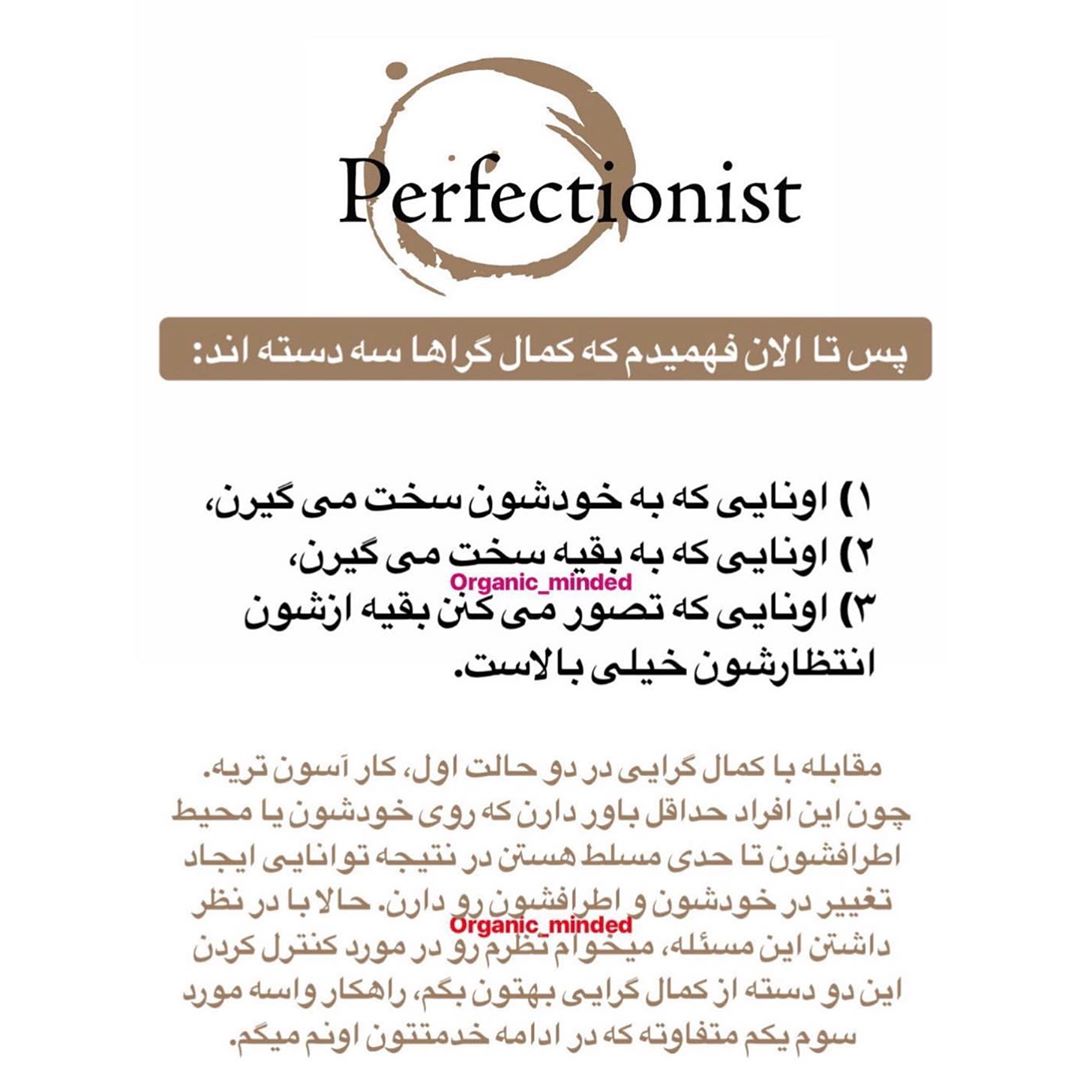 Perfectionist
پس تا الان فهمیدم که کمال گراها سه دسته اند:
۱) اونایی که به خودشون سخت می گیرن،
۲) اونایی که به بقیه سخت می گیرن،
Organic_minded
۳) اونایی که تصور می کنن بقیه ازشون
انتظارشون خیلی بالاست.
مقابله با کمال گرایی در دو حالت اول، کار آسون تریه.
چون این افراد حداقل باور دارن که روی خودشون یا محیط
اطرافشون تا حدی مسلط هستن در نتیجه توانایی ایجاد
تغییر در خودشون و اطرافشون رو دارن. حالا با در نظر
Organic_minded
داشتن این مسئله، میخوام نظرم رو در مورد کنترل کردن
این دو دسته از کمال گرایی بهتون بگم، راهکار واسه مورد
سوم یکم متفاوته که در ادامه خدمتتون اونم میگم.